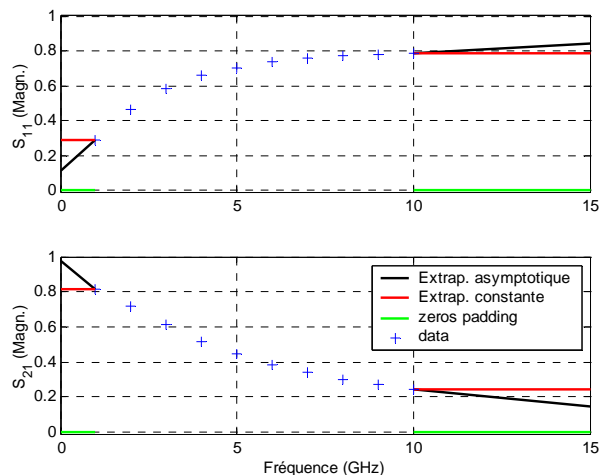 1
0.8
0.6
0.4
0.2
0
S11 (Magn.)
0 5 10 15
1
0.8
0.6
0.4
0.2
0
S21 (Magn.)
Extrap. asymptotique
Extrap. constante
zeros padding
data
0 5 10 15
Fréquence (GHz)